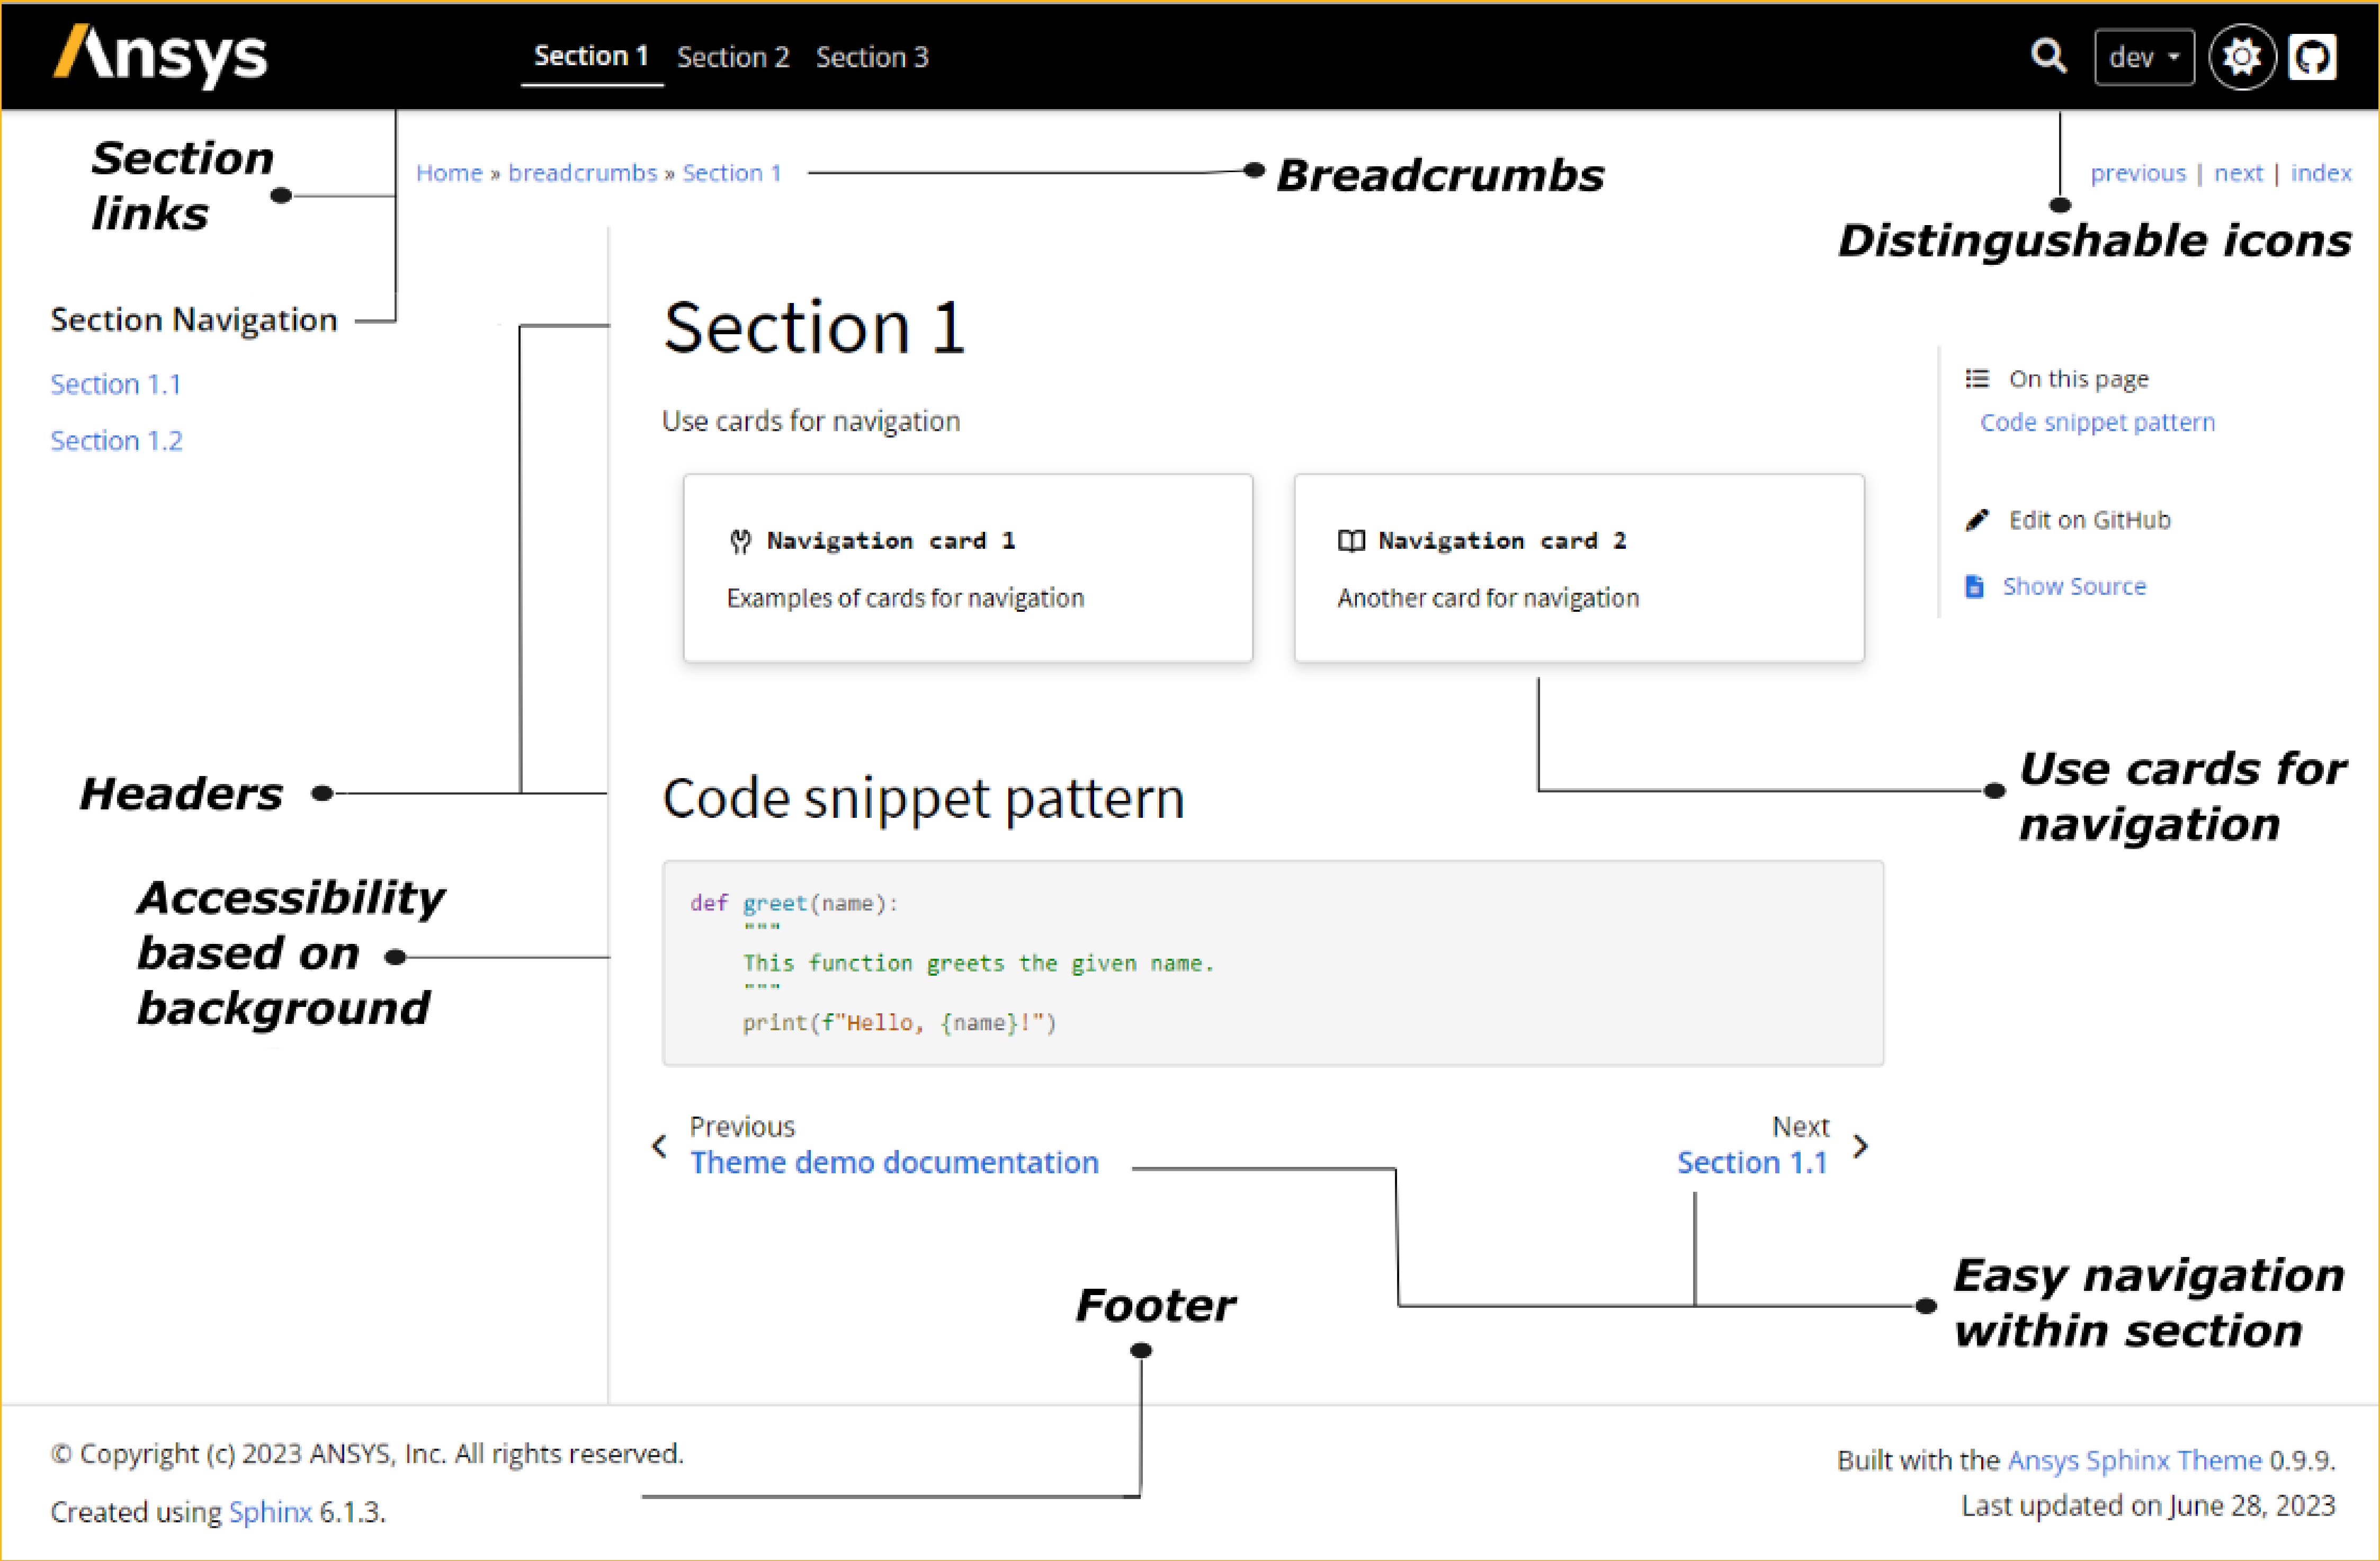 Ansys
Section 1 Section 2 Section 3
dev
Section
links
Home » breadcrumbs » Section 1
Breadcrumbs
previous | next | index
Distingushable icons
Section Navigation
Section 1.1
Section 1.2
Section 1
Use cards for navigation
Navigation card 1
Examples of cards for navigation
Navigation card 2
Another card for navigation
On this page
Code snippet pattern
Edit on GitHub
Show Source
Headers
Use cards for
navigation
Code snippet pattern
Accessibility
based on
background
def greet(name):
"""
This function greets the given name.
"""
print(f"Hello, {name}!")
Previous
Theme demo documentation
Next
Section 1.1
Easy navigation
within section
Footer
© Copyright (c) 2023 ANSYS, Inc. All rights reserved.
Created using Sphinx 6.1.3.
Built with the Ansys Sphinx Theme 0.9.9.
Last updated on June 28, 2023